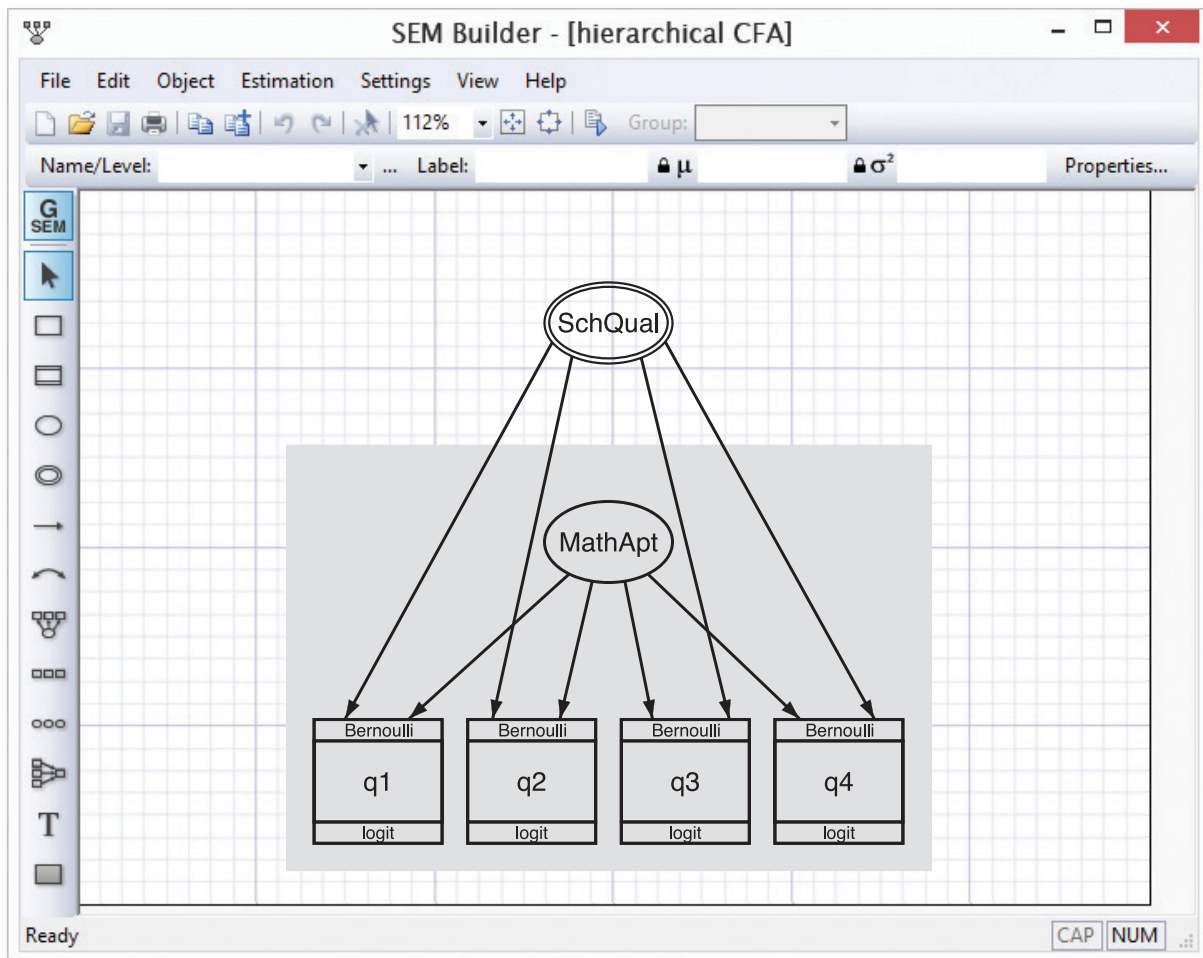 SEM Builder - [hierarchical CFA]
File Edit Object Estimation Settings View Help
112% Group:
Name/Level: ... Label: μ σ² Properties...
G
SEM
SchQual
MathApt
Bernoulli Bernoulli Bernoulli Bernoulli
q1 q2 q3 q4
logit logit logit logit
T
Ready CAP NUM